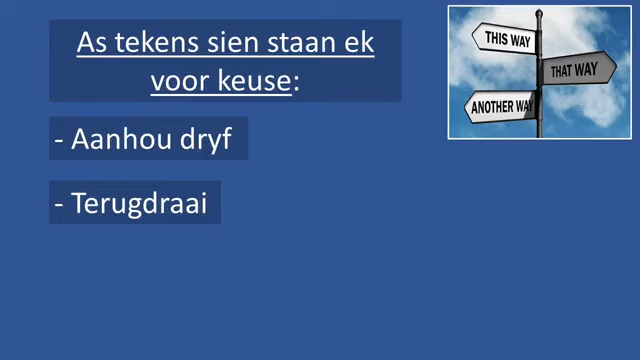 As tekens sien staan ek
voor keuse:
- Aanhou dryf
- Terugdraai
THIS WAY
THAT WAY
ANOTHER WAY